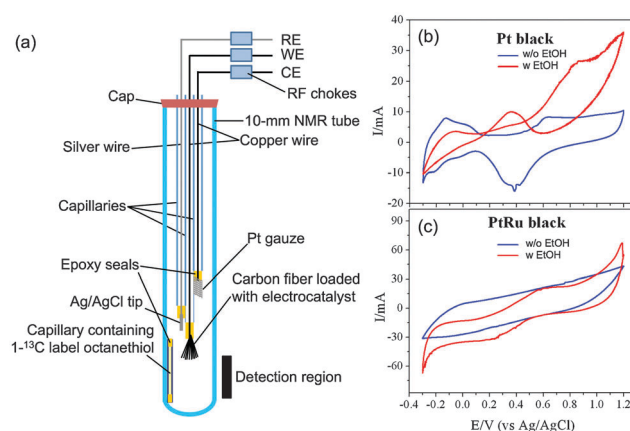 (a)
RE
WE
CE
RF chokes
Cap
10-mm NMR tube
Silver wire
Copper wire
Capillaries
Pt gauze
Epoxy seals
Carbon fiber loaded
with electrocatalyst
Ag/AgCl tip
Capillary containing
1-¹³C label octanethiol
Detection region
(b)
Pt black
w/o EtOH
w EtOH
I/mA
40
30
20
10
0
-10
-20
(c)
PtRu black
w/o EtOH
w EtOH
I/mA
90
60
30
0
-30
-60
-0.4 -0.2 0.0 0.2 0.4 0.6 0.8 1.0 1.2
E/V (vs Ag/AgCl)